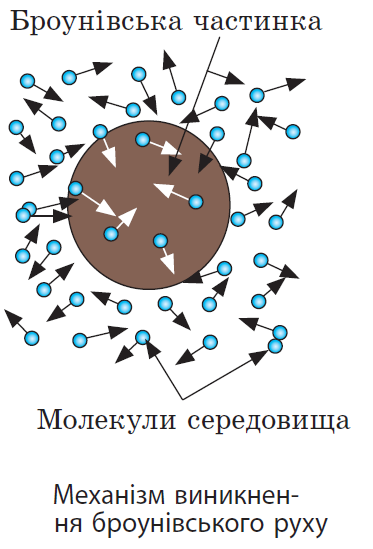 Броунівська частинка
Молекули середовища
Механізм виникнен-
ня броунівського руху